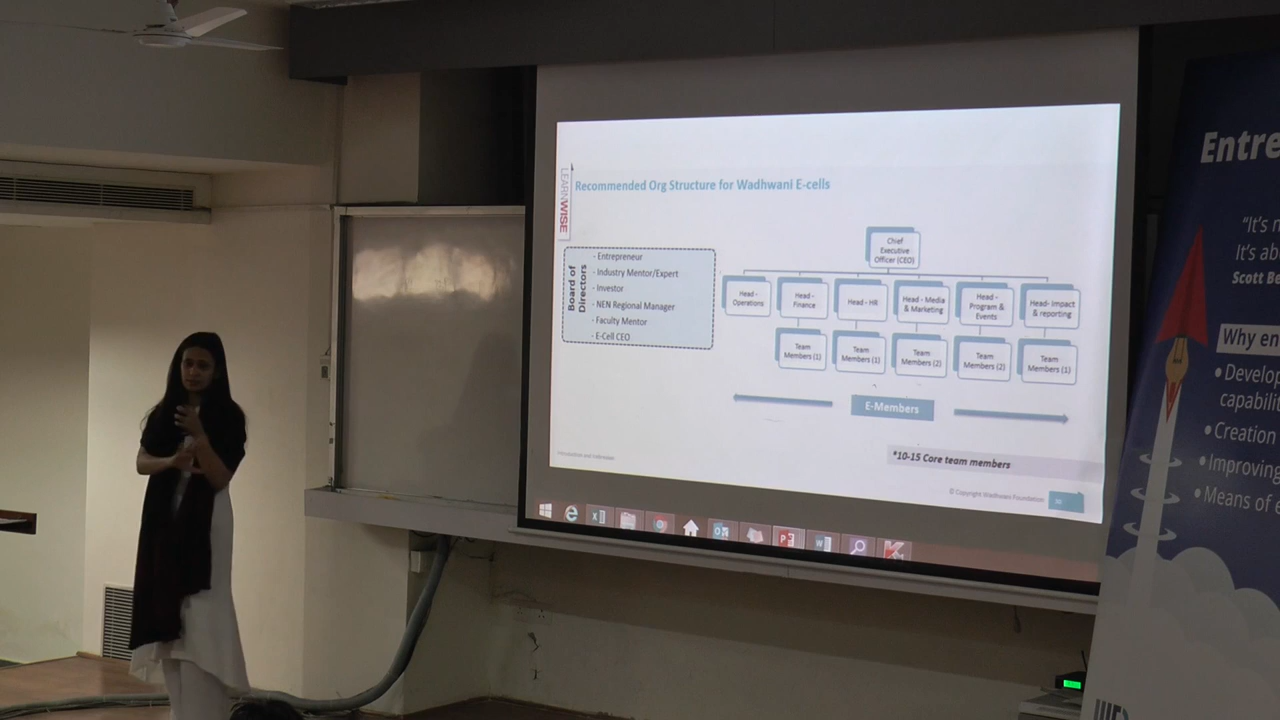 LEARNWISE
Recommended Org Structure for Wadhwani E-cells
Board of
Directors
- Entrepreneur
- Industry Mentor/Expert
- Investor
- NEN Regional Manager
- Faculty Mentor
- E-Cell CEO
Chief
Executive
Officer (CEO)
Head -
Operations
Head -
Finance
Head - HR
Head - Media
& Marketing
Head -
Program &
Events
Head- Impact
& reporting
Team
Members (1)
Team
Members (1)
Team
Members (2)
Team
Members (2)
Team
Members (1)
E-Members
*10-15 Core team members
© Copyright Wadhwani Foundation
Entre
"It's
It's ab
Scott Be
Why en
•Develop
capabilit
•Creation
•Improving
•Means of e